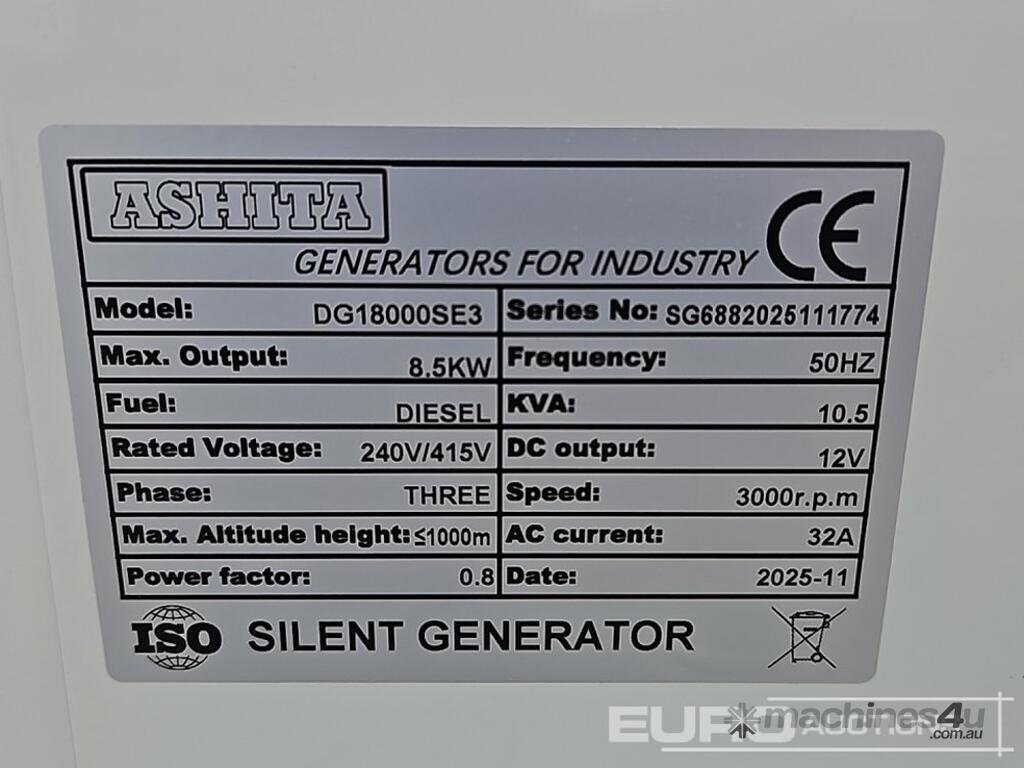 ASHITA
GENERATORS FOR INDUSTRY CE
Model: DG18000SE3 Series No: SG6882025111774
Max. Output: 8.5KW Frequency: 50HZ
Fuel: DIESEL KVA: 10.5
Rated Voltage: 240V/415V DC output: 12V
Phase: THREE Speed: 3000r.p.m
Max. Altitude height: ≤1000m AC current: 32A
Power factor: 0.8 Date: 2025-11
ISO SILENT GENERATOR
EURO AUCTIONS
machines4u
.com.au